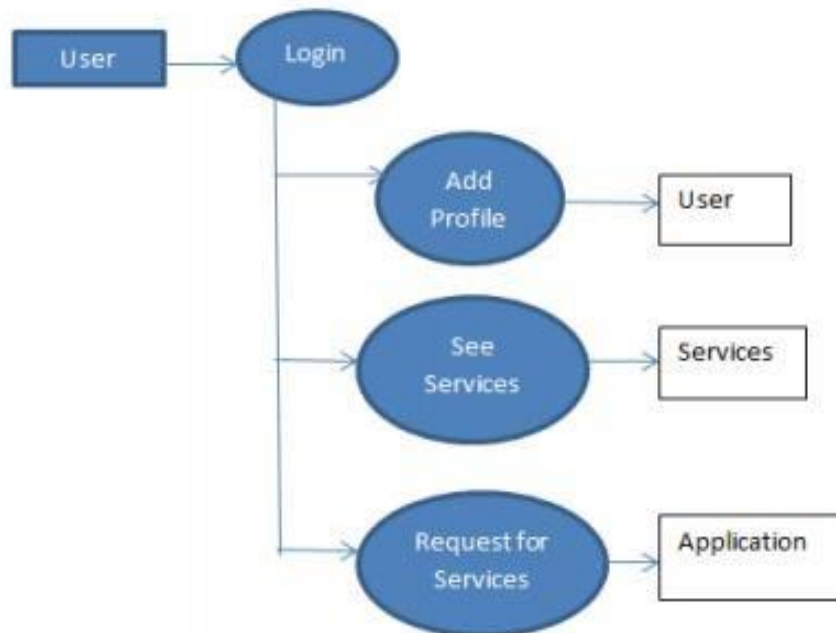 User
Login
Add
Profile
User
See
Services
Services
Request for
Services
Application